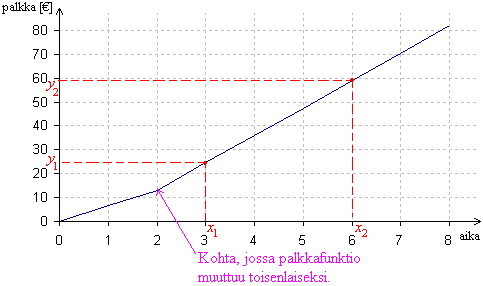 palkka [€]
80
70
60
y2
50
40
30
y1
20
10
0
0 1 2 3 4 5 6 7 8 aika
x1 x2
Kohta, jossa palkkafunktio
muuttuu toisenlaiseksi.